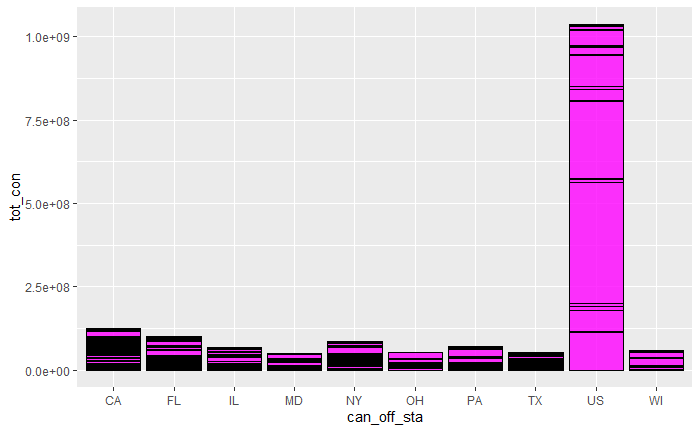 1.0e+09
7.5e+08
5.0e+08
2.5e+08
0.0e+00
tot_con
CA FL IL MD NY OH PA TX US WI
can_off_sta